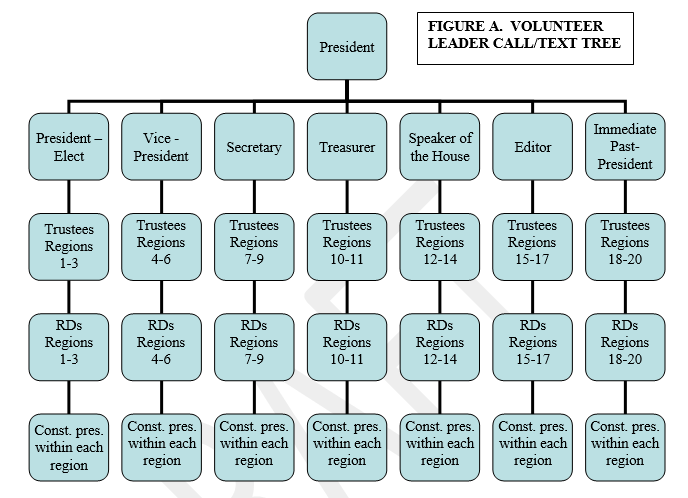 President
FIGURE A. VOLUNTEER
LEADER CALL/TEXT TREE
President –
Elect
Vice -
President
Secretary
Treasurer
Speaker of
the House
Editor
Immediate
Past-
President
Trustees
Regions
1-3
Trustees
Regions
4-6
Trustees
Regions
7-9
Trustees
Regions
10-11
Trustees
Regions
12-14
Trustees
Regions
15-17
Trustees
Regions
18-20
RDs
Regions
1-3
RDs
Regions
4-6
RDs
Regions
7-9
RDs
Regions
10-11
RDs
Regions
12-14
RDs
Regions
15-17
RDs
Regions
18-20
Const. pres.
within each
region
Const. pres.
within each
region
Const. pres.
within each
region
Const. pres.
within each
region
Const. pres.
within each
region
Const. pres.
within each
region
Const. pres.
within each
region